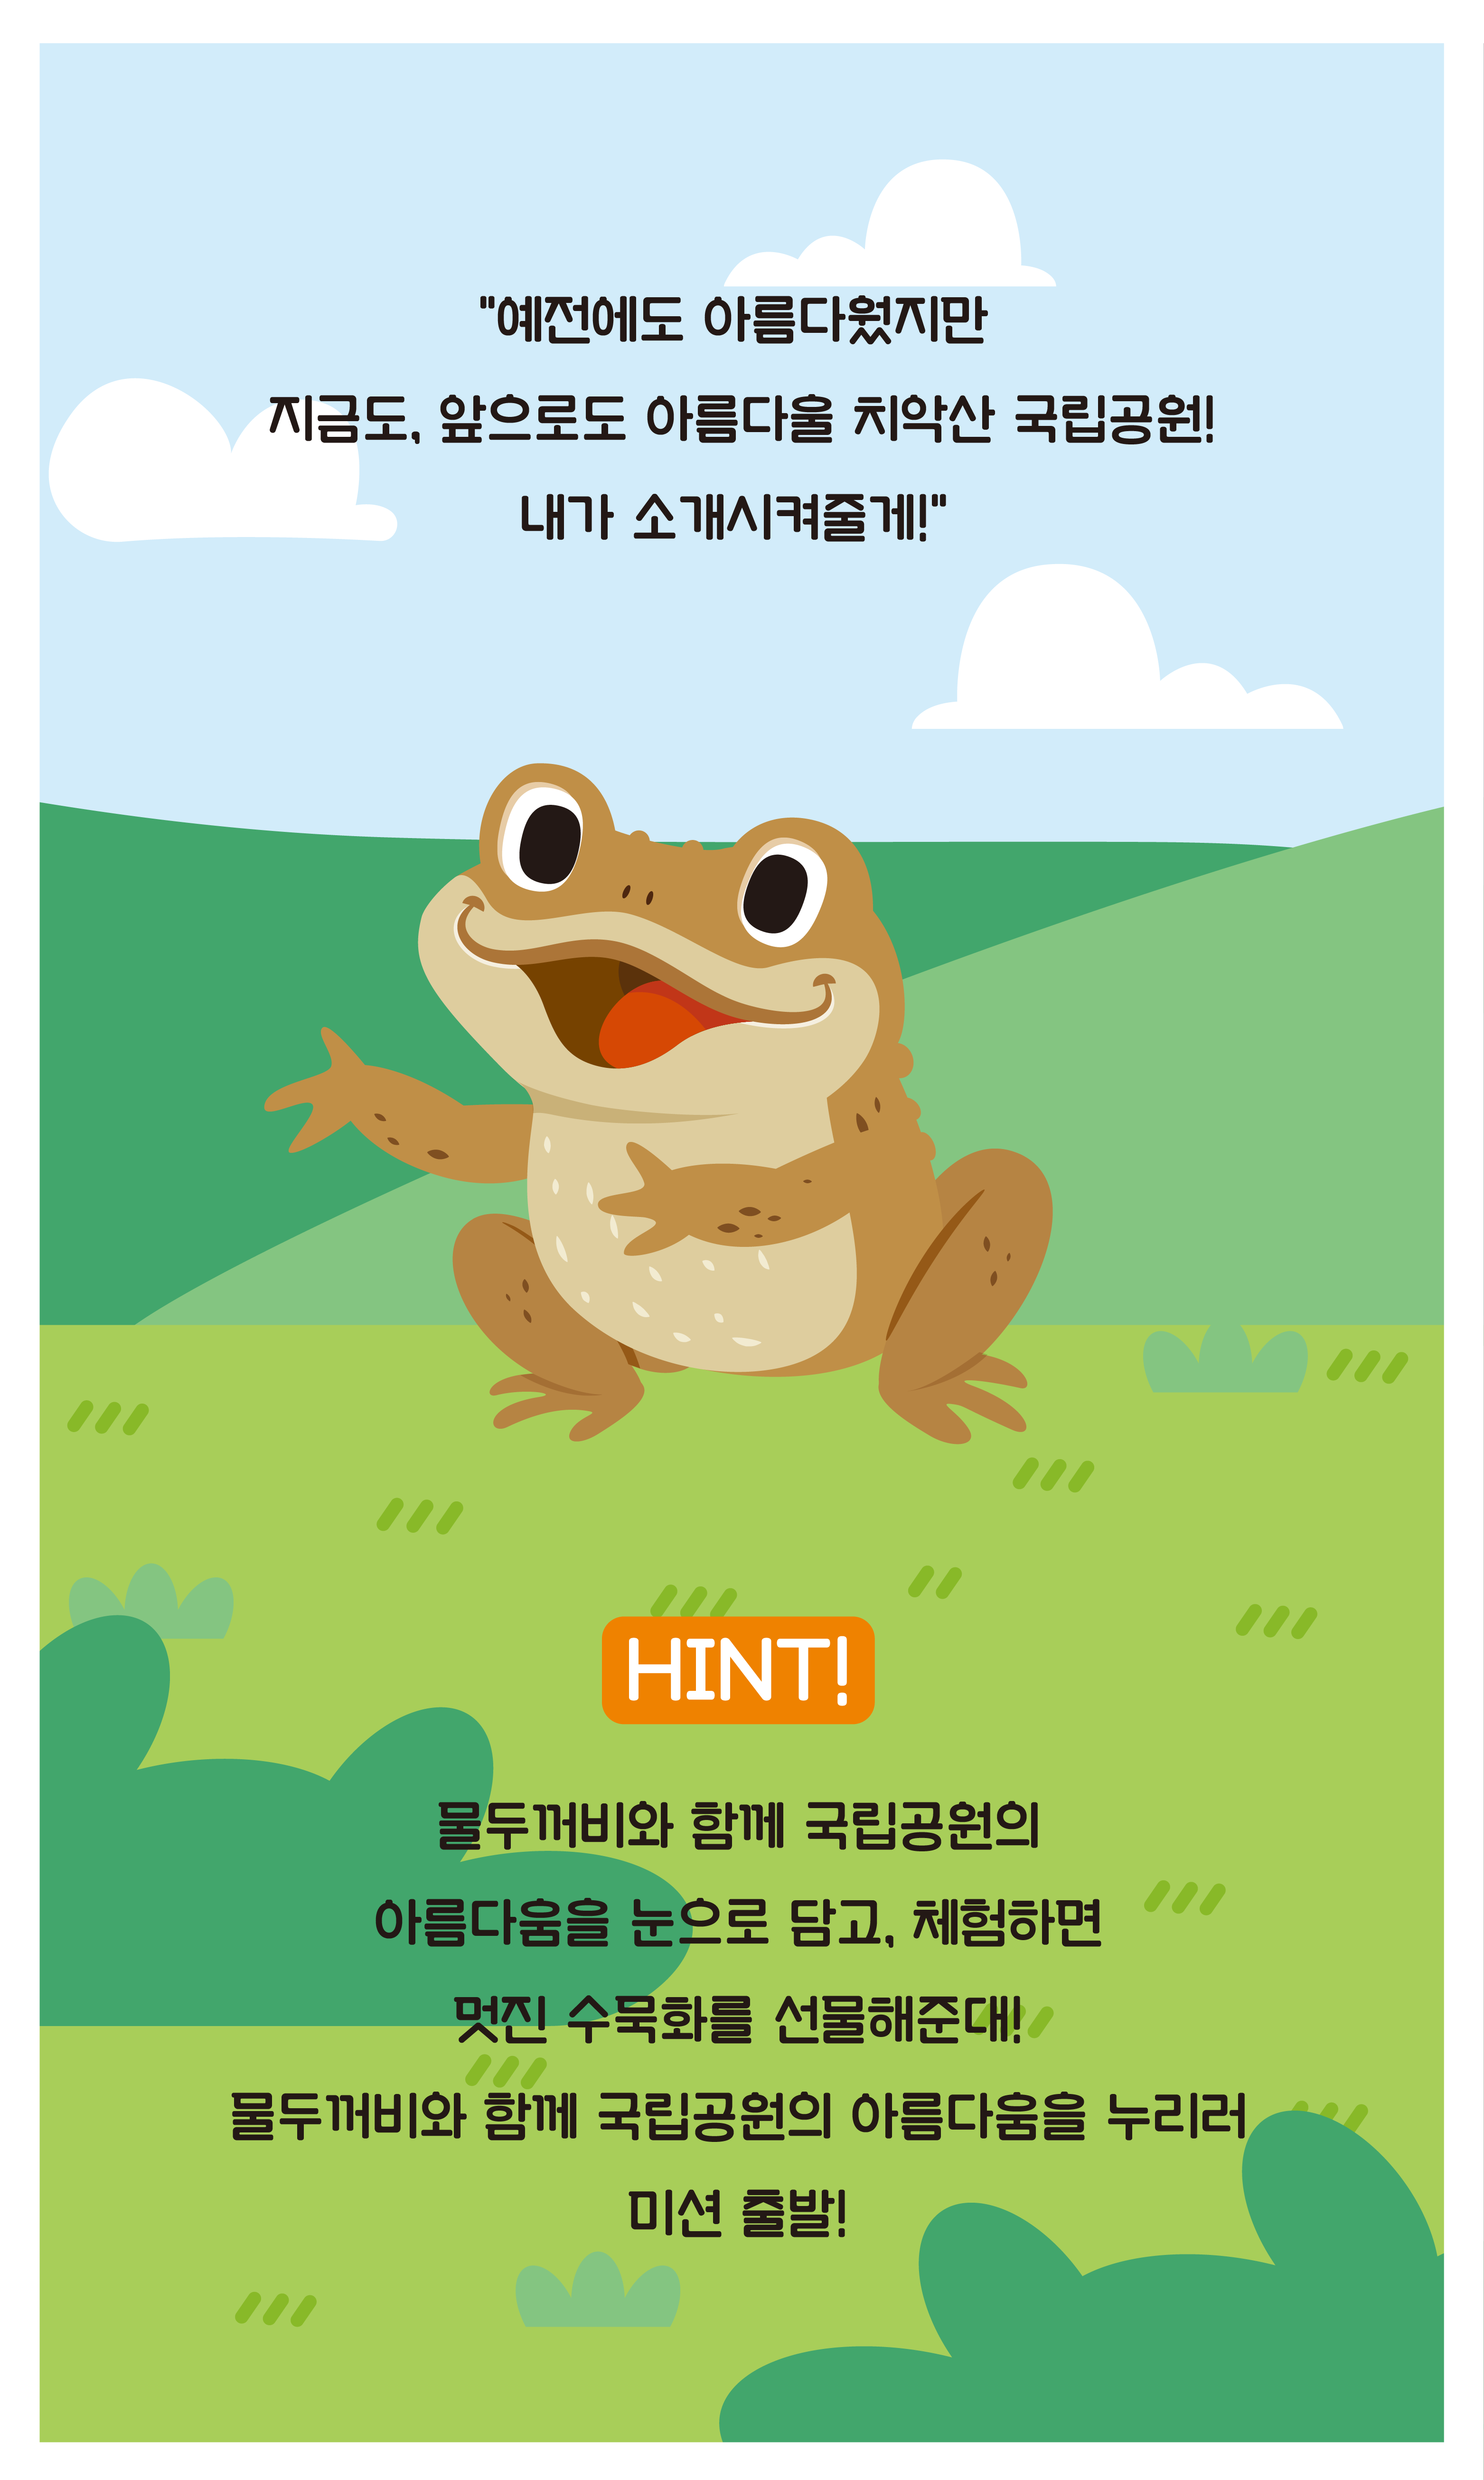 "예전에도 아름다웠지만
지금도, 앞으로도 아름다울 치악산 국립공원!
내가 소개시켜줄게!"
HINT!
물두꺼비와 함께 국립공원의
아름다움을 눈으로 담고, 체험하면
멋진 수묵화를 선물해준대!
물두꺼비와 함께 국립공원의 아름다움을 누리러
미션 출발!